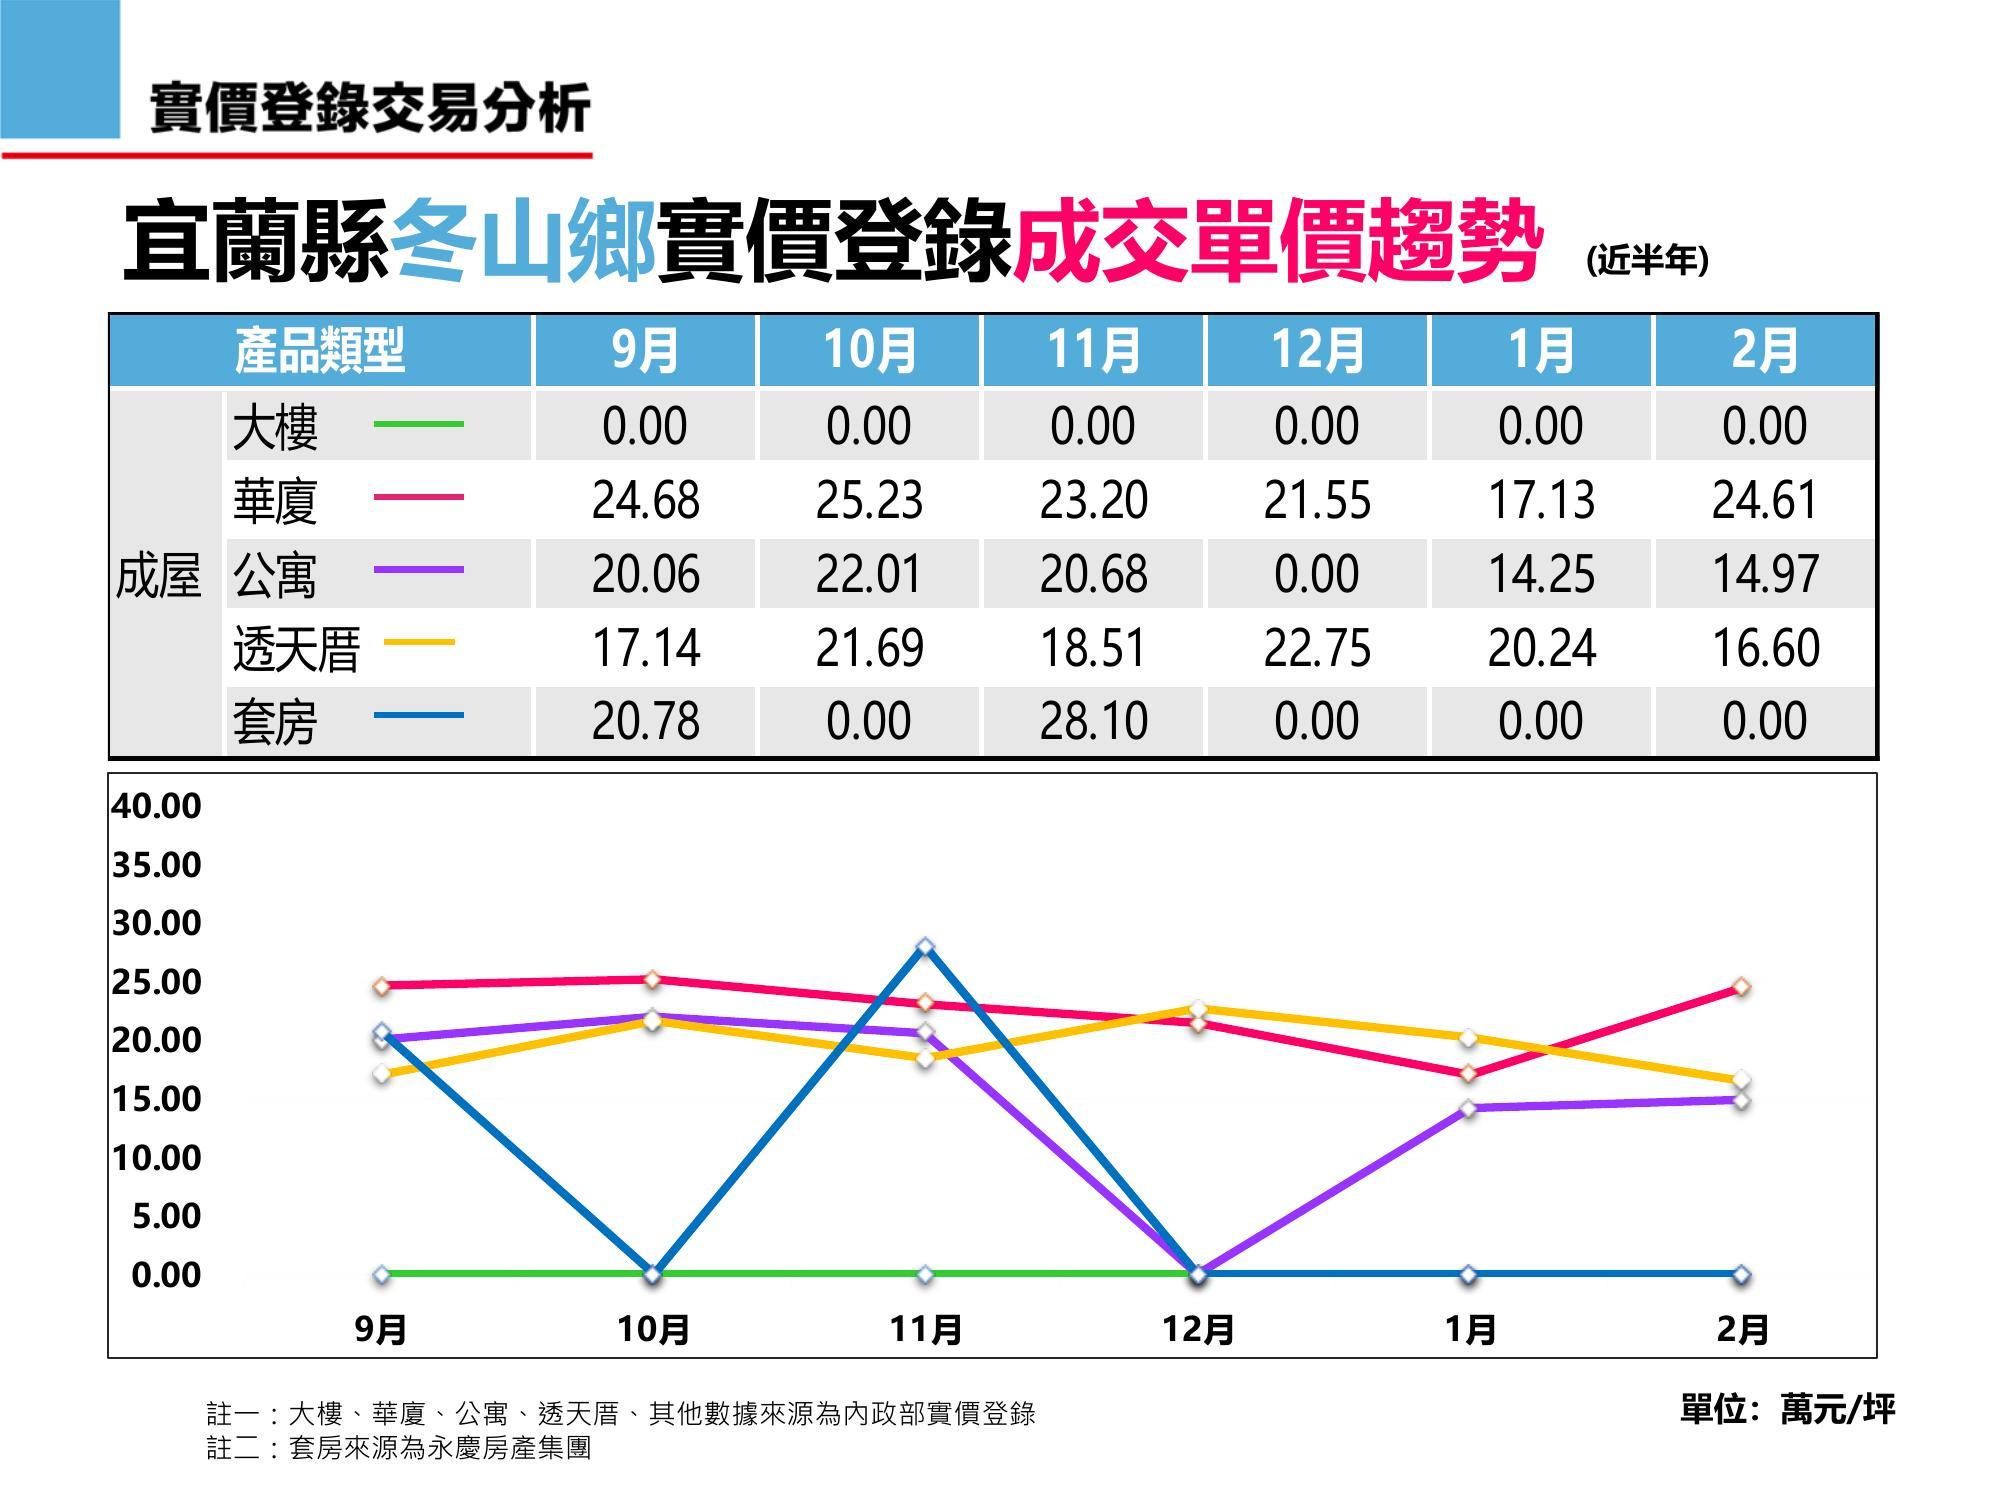 實價登錄交易分析
宜蘭縣冬山鄉實價登錄成交單價趨勢 (近半年)
產品類型 9月 10月 11月 12月 1月 2月
成屋
大樓 0.00 0.00 0.00 0.00 0.00 0.00
華廈 24.68 25.23 23.20 21.55 17.13 24.61
公寓 20.06 22.01 20.68 0.00 14.25 14.97
透天厝 17.14 21.69 18.51 22.75 20.24 16.60
套房 20.78 0.00 28.10 0.00 0.00 0.00
40.00
35.00
30.00
25.00
20.00
15.00
10.00
5.00
0.00
9月 10月 11月 12月 1月 2月
註一：大樓、華廈、公寓、透天厝、其他數據來源為內政部實價登錄
註二：套房來源為永慶房產集團
單位：萬元/坪